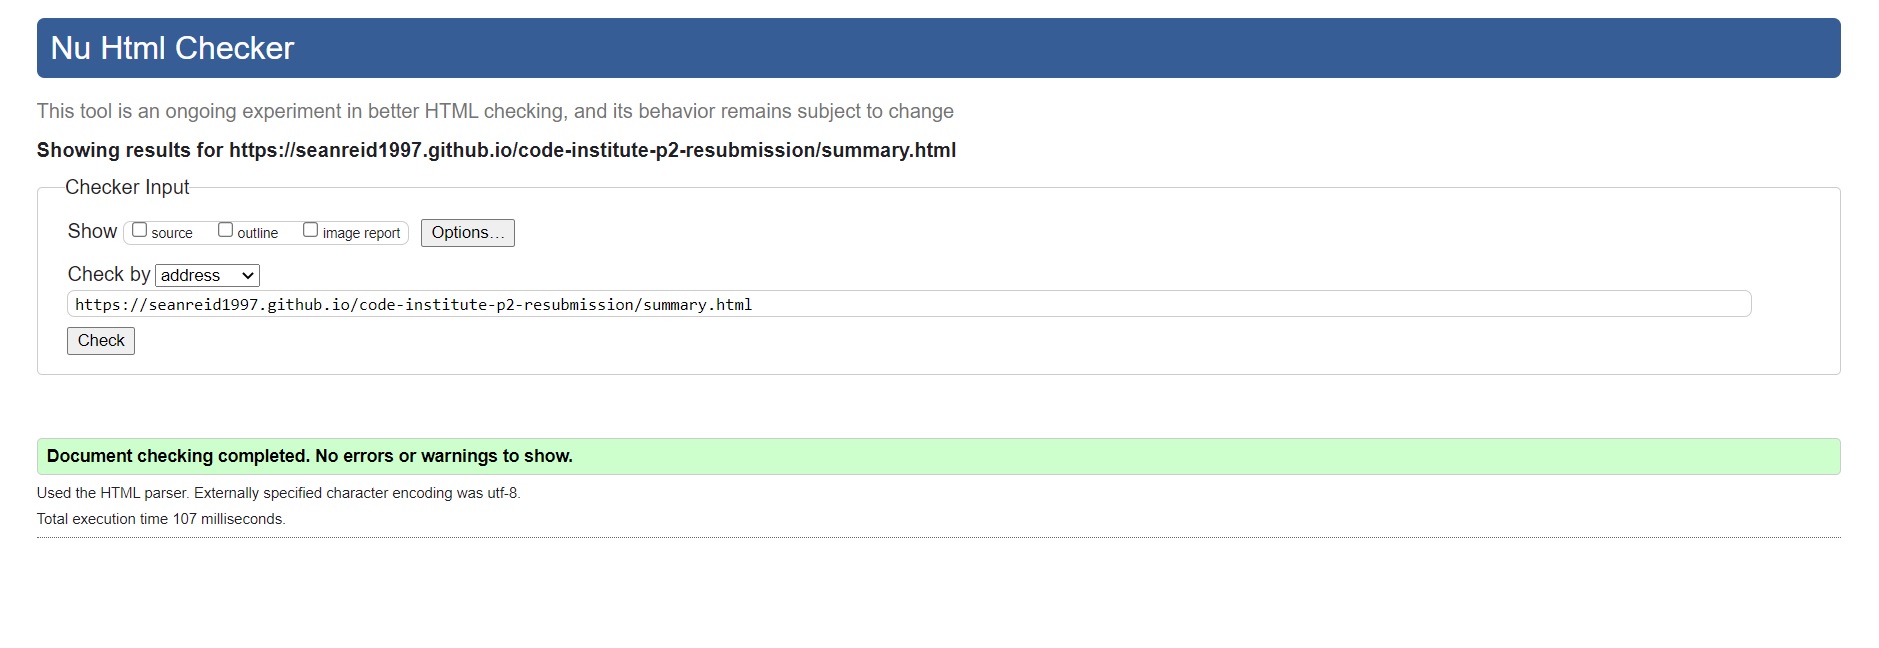 Nu Html Checker
This tool is an ongoing experiment in better HTML checking, and its behavior remains subject to change
Showing results for https://seanreid1997.github.io/code-institute-p2-resubmission/summary.html
Checker Input
Show source outline image report Options...
Check by address
https://seanreid1997.github.io/code-institute-p2-resubmission/summary.html
Check
Document checking completed. No errors or warnings to show.
Used the HTML parser. Externally specified character encoding was utf-8.
Total execution time 107 milliseconds.